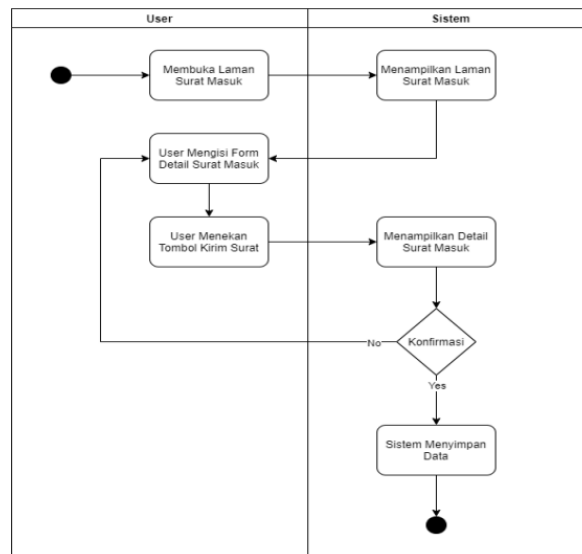 User
Sistem
Membuka Laman
Surat Masuk
Menampilkan Laman
Surat Masuk
User Mengisi Form
Detail Surat Masuk
User Menekan
Tombol Kirim Surat
Menampilkan Detail
Surat Masuk
Konfirmasi
No
Yes
Sistem Menyimpan
Data